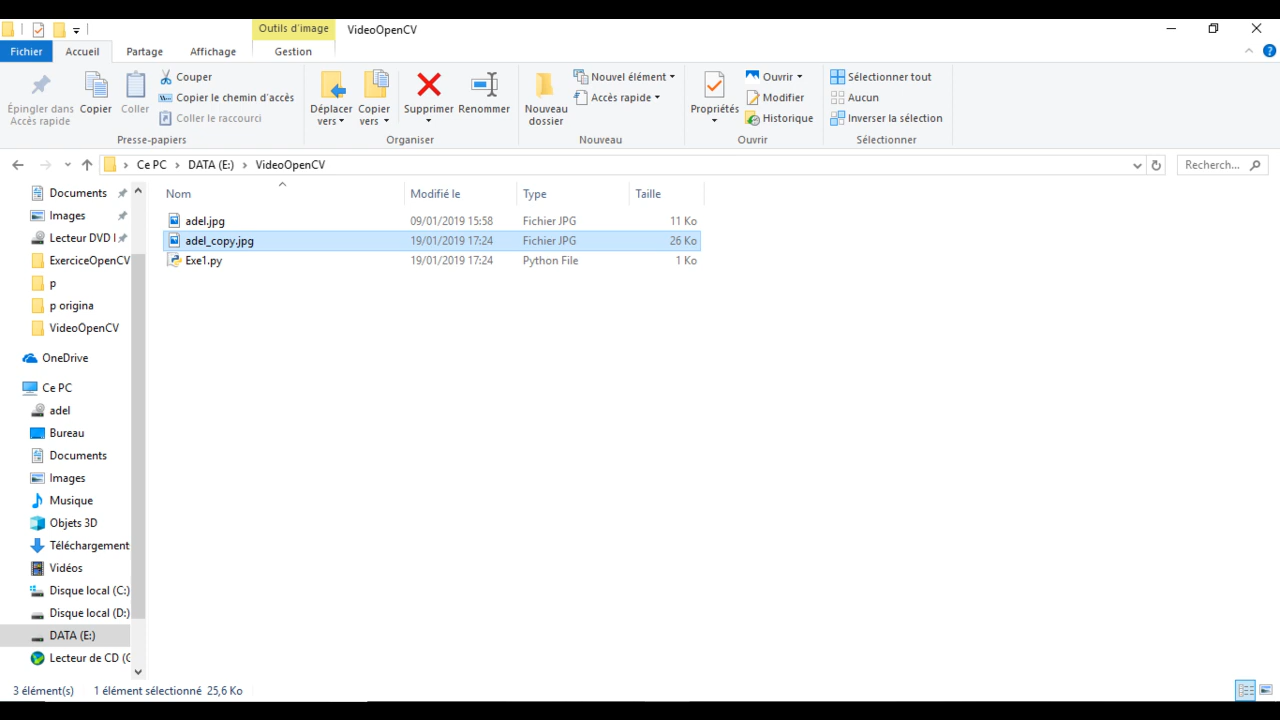 Outils d'image VideoOpenCV
Fichier Accueil Partage Affichage Gestion
Épingler dans Accès rapide
Copier
Coller
Couper
Copier le chemin d'accès
Coller le raccourci
Presse-papiers
Déplacer vers
Copier vers
Supprimer
Renommer
Organiser
Nouveau dossier
Nouvel élément
Accès rapide
Nouveau
Propriétés
Ouvrir
Modifier
Historique
Ouvrir
Sélectionner tout
Aucun
Inverser la sélection
Sélectionner
Ce PC DATA (E:) VideoOpenCV Recherch...
Documents
Images
Lecteur DVD I
ExerciceOpenCV
p
p origina
VideoOpenCV
OneDrive
Ce PC
adel
Bureau
Documents
Images
Musique
Objets 3D
Téléchargement
Vidéos
Disque local (C:)
Disque local (D:)
DATA (E:)
Lecteur de CD (
Nom Modifié le Type Taille
adel.jpg 09/01/2019 15:58 Fichier JPG 11 Ko
adel_copy.jpg 19/01/2019 17:24 Fichier JPG 26 Ko
Exe1.py 19/01/2019 17:24 Python File 1 Ko
3 élément(s) 1 élément sélectionné 25,6 Ko